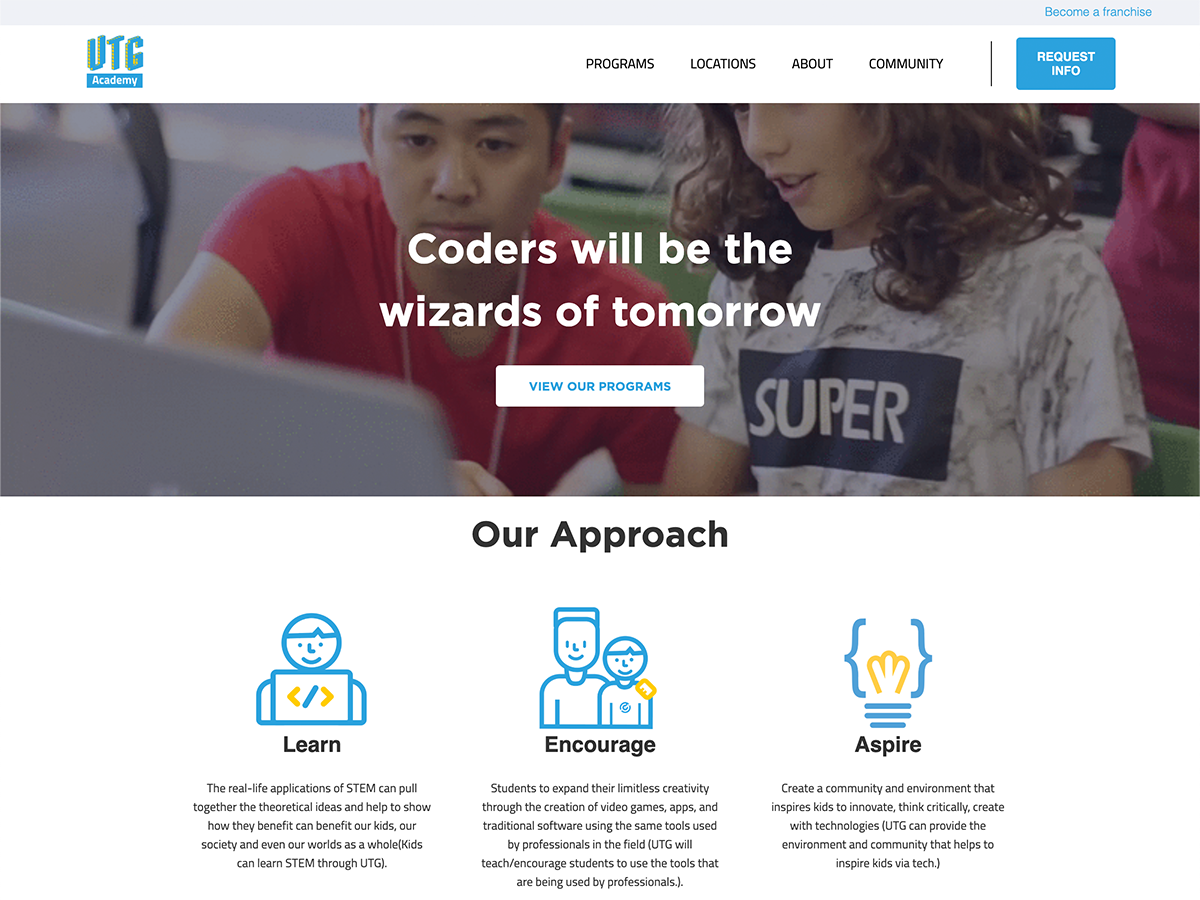 Become a franchise
UTG
Academy
PROGRAMS
LOCATIONS
ABOUT
COMMUNITY
REQUEST
INFO
Coders will be the
wizards of tomorrow
VIEW OUR PROGRAMS
SUPER
Our Approach
</>
Learn
The real-life applications of STEM can pull
together the theoretical ideas and help to show
how they benefit can benefit our kids, our
society and even our worlds as a whole(Kids
can learn STEM through UTG).
Encourage
Students to expand their limitless creativity
through the creation of video games, apps, and
traditional software using the same tools used
by professionals in the field (UTG will
teach/encourage students to use the tools that
are being used by professionals.).
Aspire
Create a community and environment that
inspires kids to innovate, think critically, create
with technologies (UTG can provide the
environment and community that helps to
inspire kids via tech.)